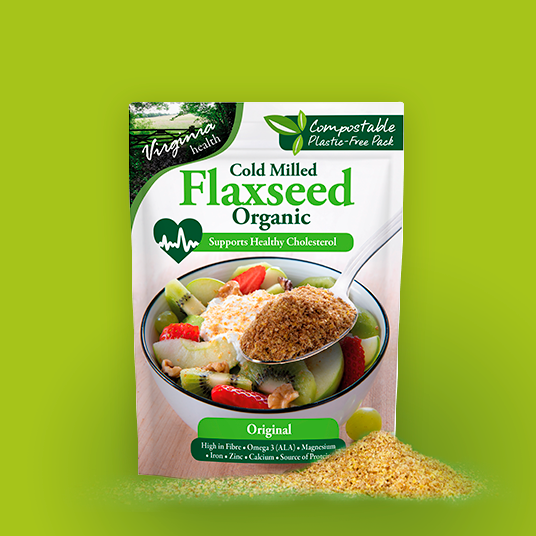 Virginia
health
Compostable
Plastic-Free Pack
Cold Milled
Flaxseed
Organic
Supports Healthy Cholesterol
Original
High in Fibre • Omega 3 (ALA) • Magnesium
• Iron • Zinc • Calcium • Source of Protein